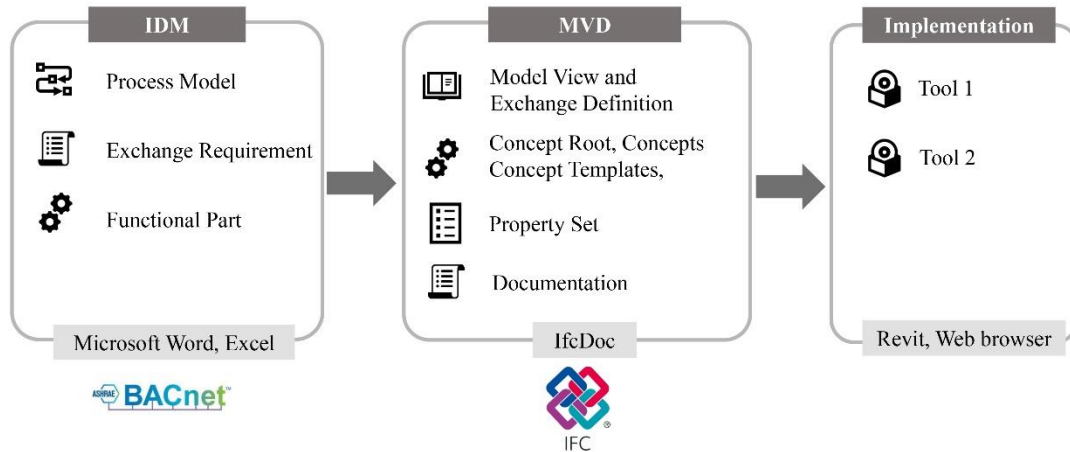 IDM
Process Model
Exchange Requirement
Functional Part
Microsoft Word, Excel
ASHRAE BACnet™
MVD
Model View and
Exchange Definition
Concept Root, Concepts
Concept Templates,
Property Set
Documentation
IfcDoc
®
IFC
Implementation
Tool 1
Tool 2
Revit, Web browser